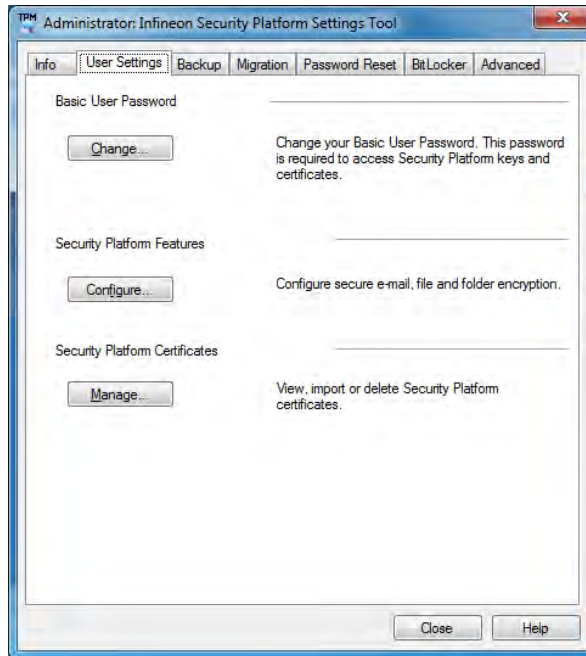 TPM
Administrator: Infineon Security Platform Settings Tool
Info User Settings Backup Migration Password Reset BitLocker Advanced
Basic User Password
Change...
Change your Basic User Password. This password
is required to access Security Platform keys and
certificates.
Security Platform Features
Configure...
Configure secure e-mail, file and folder encryption.
Security Platform Certificates
Manage...
View, import or delete Security Platform
certificates.
Close Help